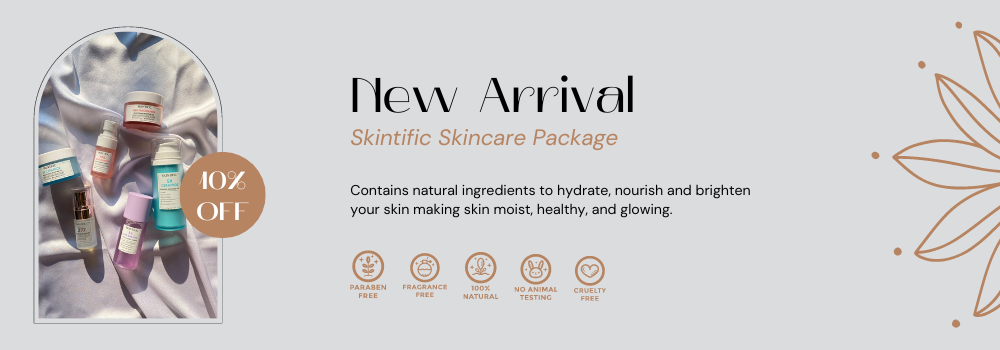 New Arrival
Skintific Skincare Package
Contains natural ingredients to hydrate, nourish and brighten
your skin making skin moist, healthy, and glowing.
40%
OFF
PARABEN
FREE
FRAGRANCE
FREE
100%
NATURAL
NO ANIMAL
TESTING
CRUELTY
FREE